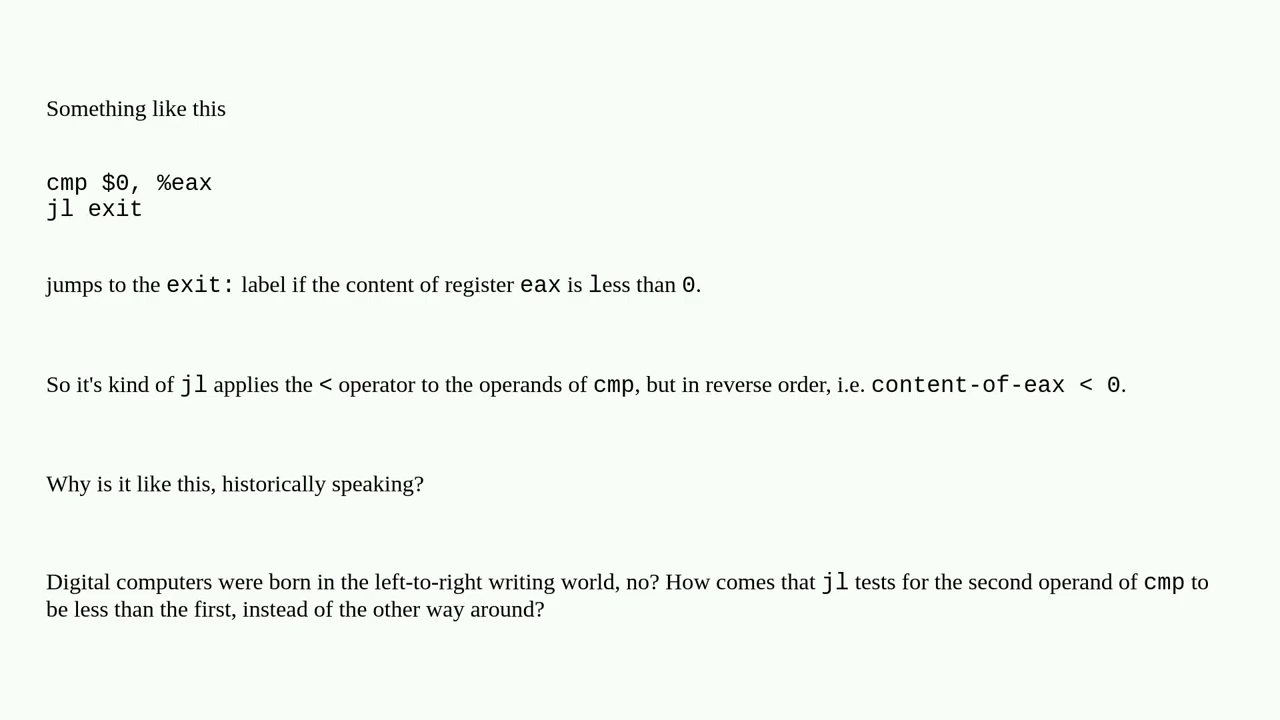 Something like this
cmp $0, %eax
jl exit
jumps to the exit: label if the content of register eax is less than 0.
So it's kind of jl applies the < operator to the operands of cmp, but in reverse order, i.e. content-of-eax < 0.
Why is it like this, historically speaking?
Digital computers were born in the left-to-right writing world, no? How comes that jl tests for the second operand of cmp to
be less than the first, instead of the other way around?